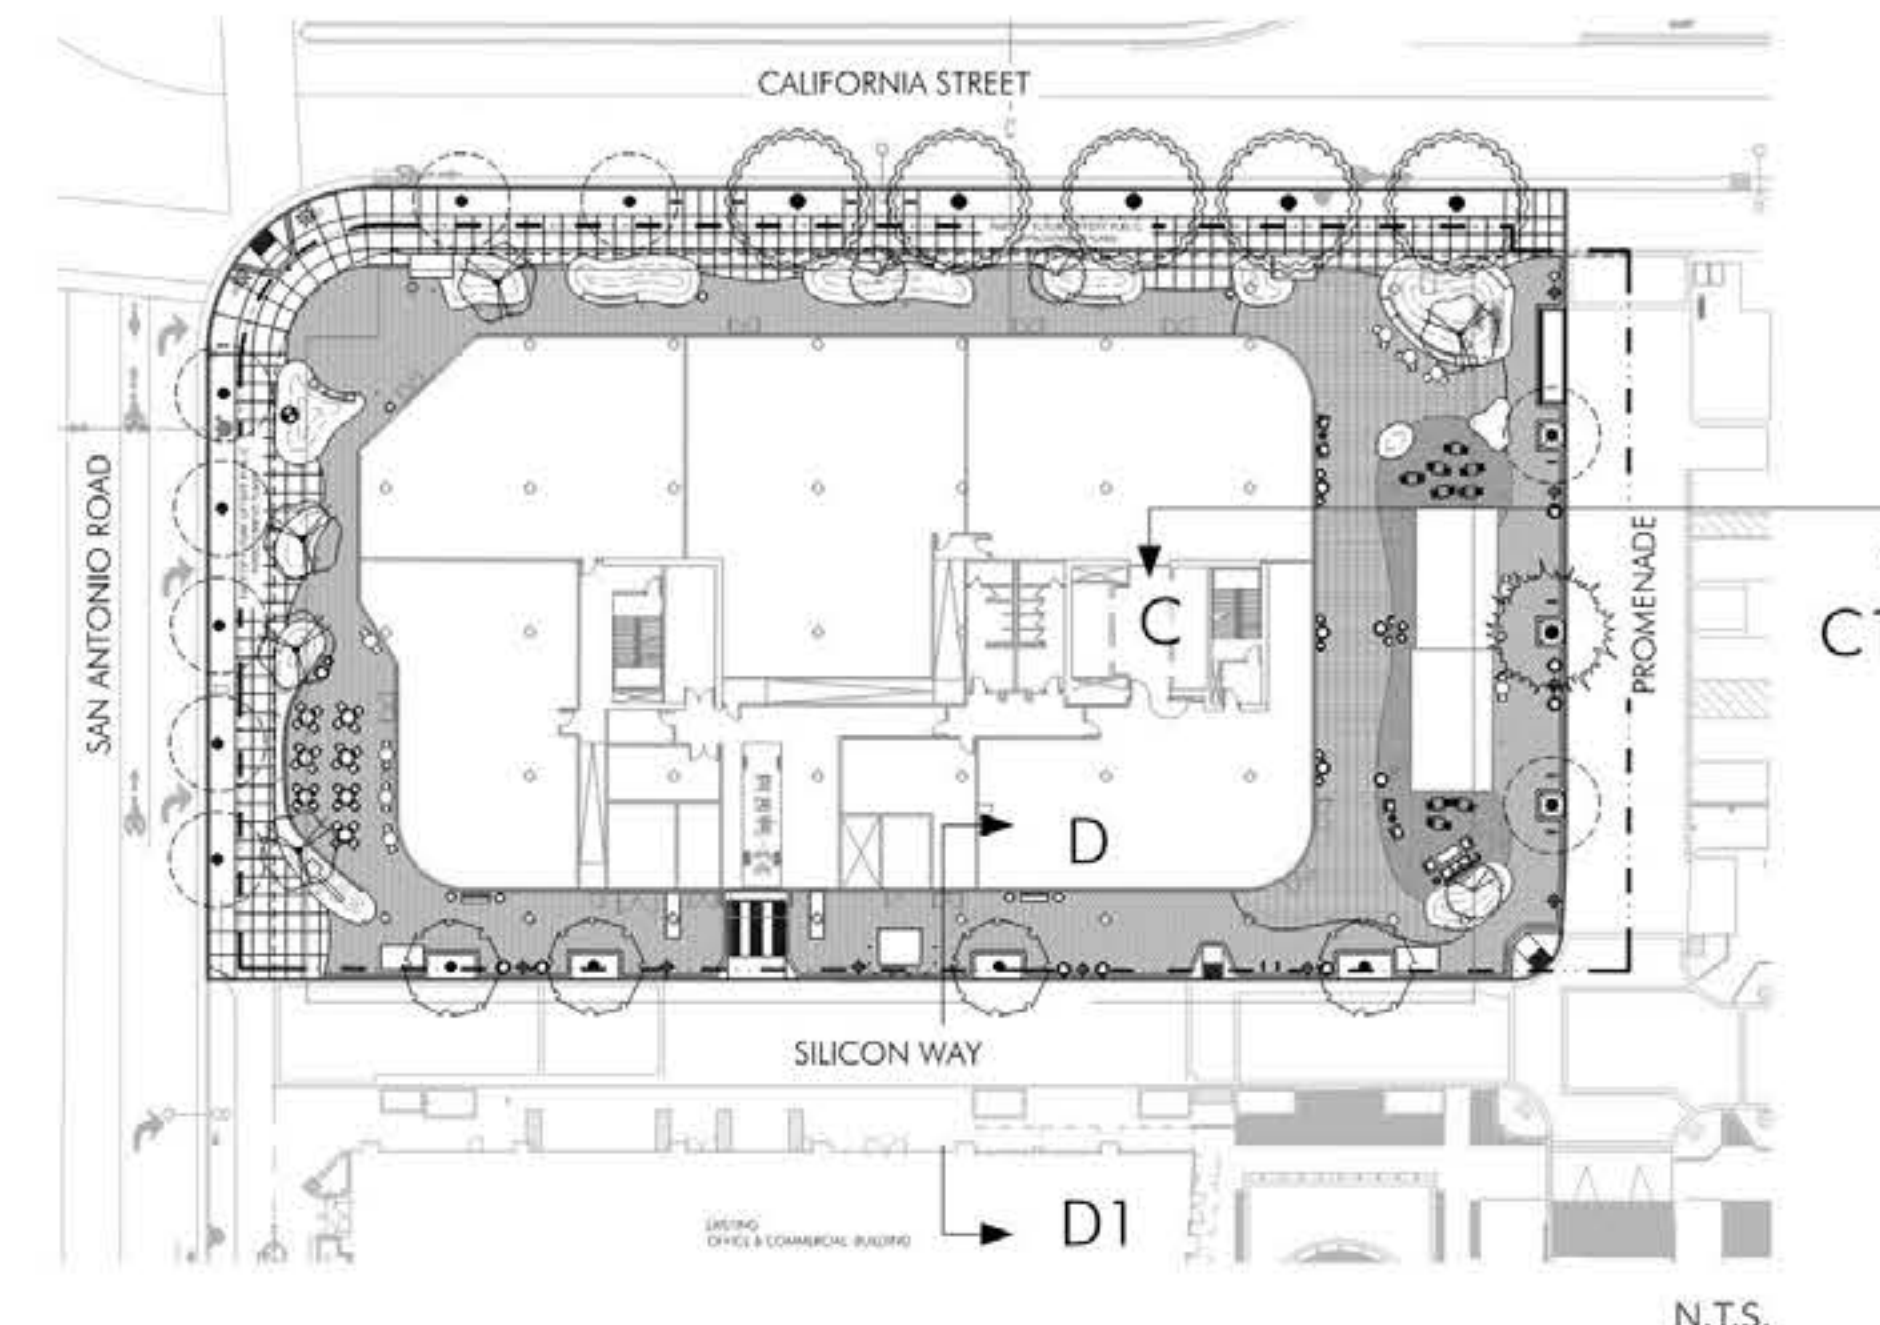 CALIFORNIA STREET
SAN ANTONIO ROAD
PROMENADE
C
C1
D
SILICON WAY
EXISTING
OFFICE & COMMERCIAL BUILDING
D1
N.T.S.